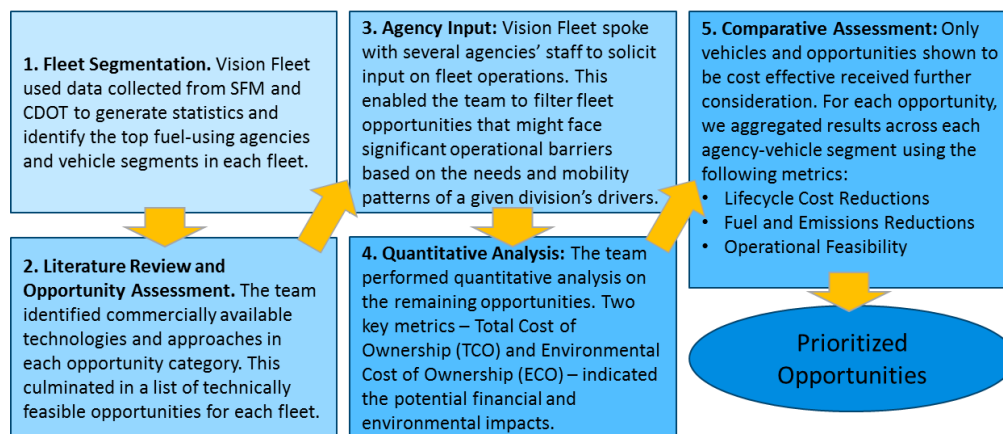 1. Fleet Segmentation. Vision Fleet
used data collected from SFM and
CDOT to generate statistics and
identify the top fuel-using agencies
and vehicle segments in each fleet.
2. Literature Review and
Opportunity Assessment. The team
identified commercially available
technologies and approaches in
each opportunity category. This
culminated in a list of technically
feasible opportunities for each fleet.
3. Agency Input: Vision Fleet spoke
with several agencies’ staff to solicit
input on fleet operations. This
enabled the team to filter fleet
opportunities that might face
significant operational barriers
based on the needs and mobility
patterns of a given division’s drivers.
4. Quantitative Analysis: The team
performed quantitative analysis on
the remaining opportunities. Two
key metrics – Total Cost of
Ownership (TCO) and Environmental
Cost of Ownership (ECO) – indicated
the potential financial and
environmental impacts.
5. Comparative Assessment: Only
vehicles and opportunities shown to
be cost effective received further
consideration. For each opportunity,
we aggregated results across each
agency-vehicle segment using the
following metrics:
• Lifecycle Cost Reductions
• Fuel and Emissions Reductions
• Operational Feasibility
Prioritized
Opportunities